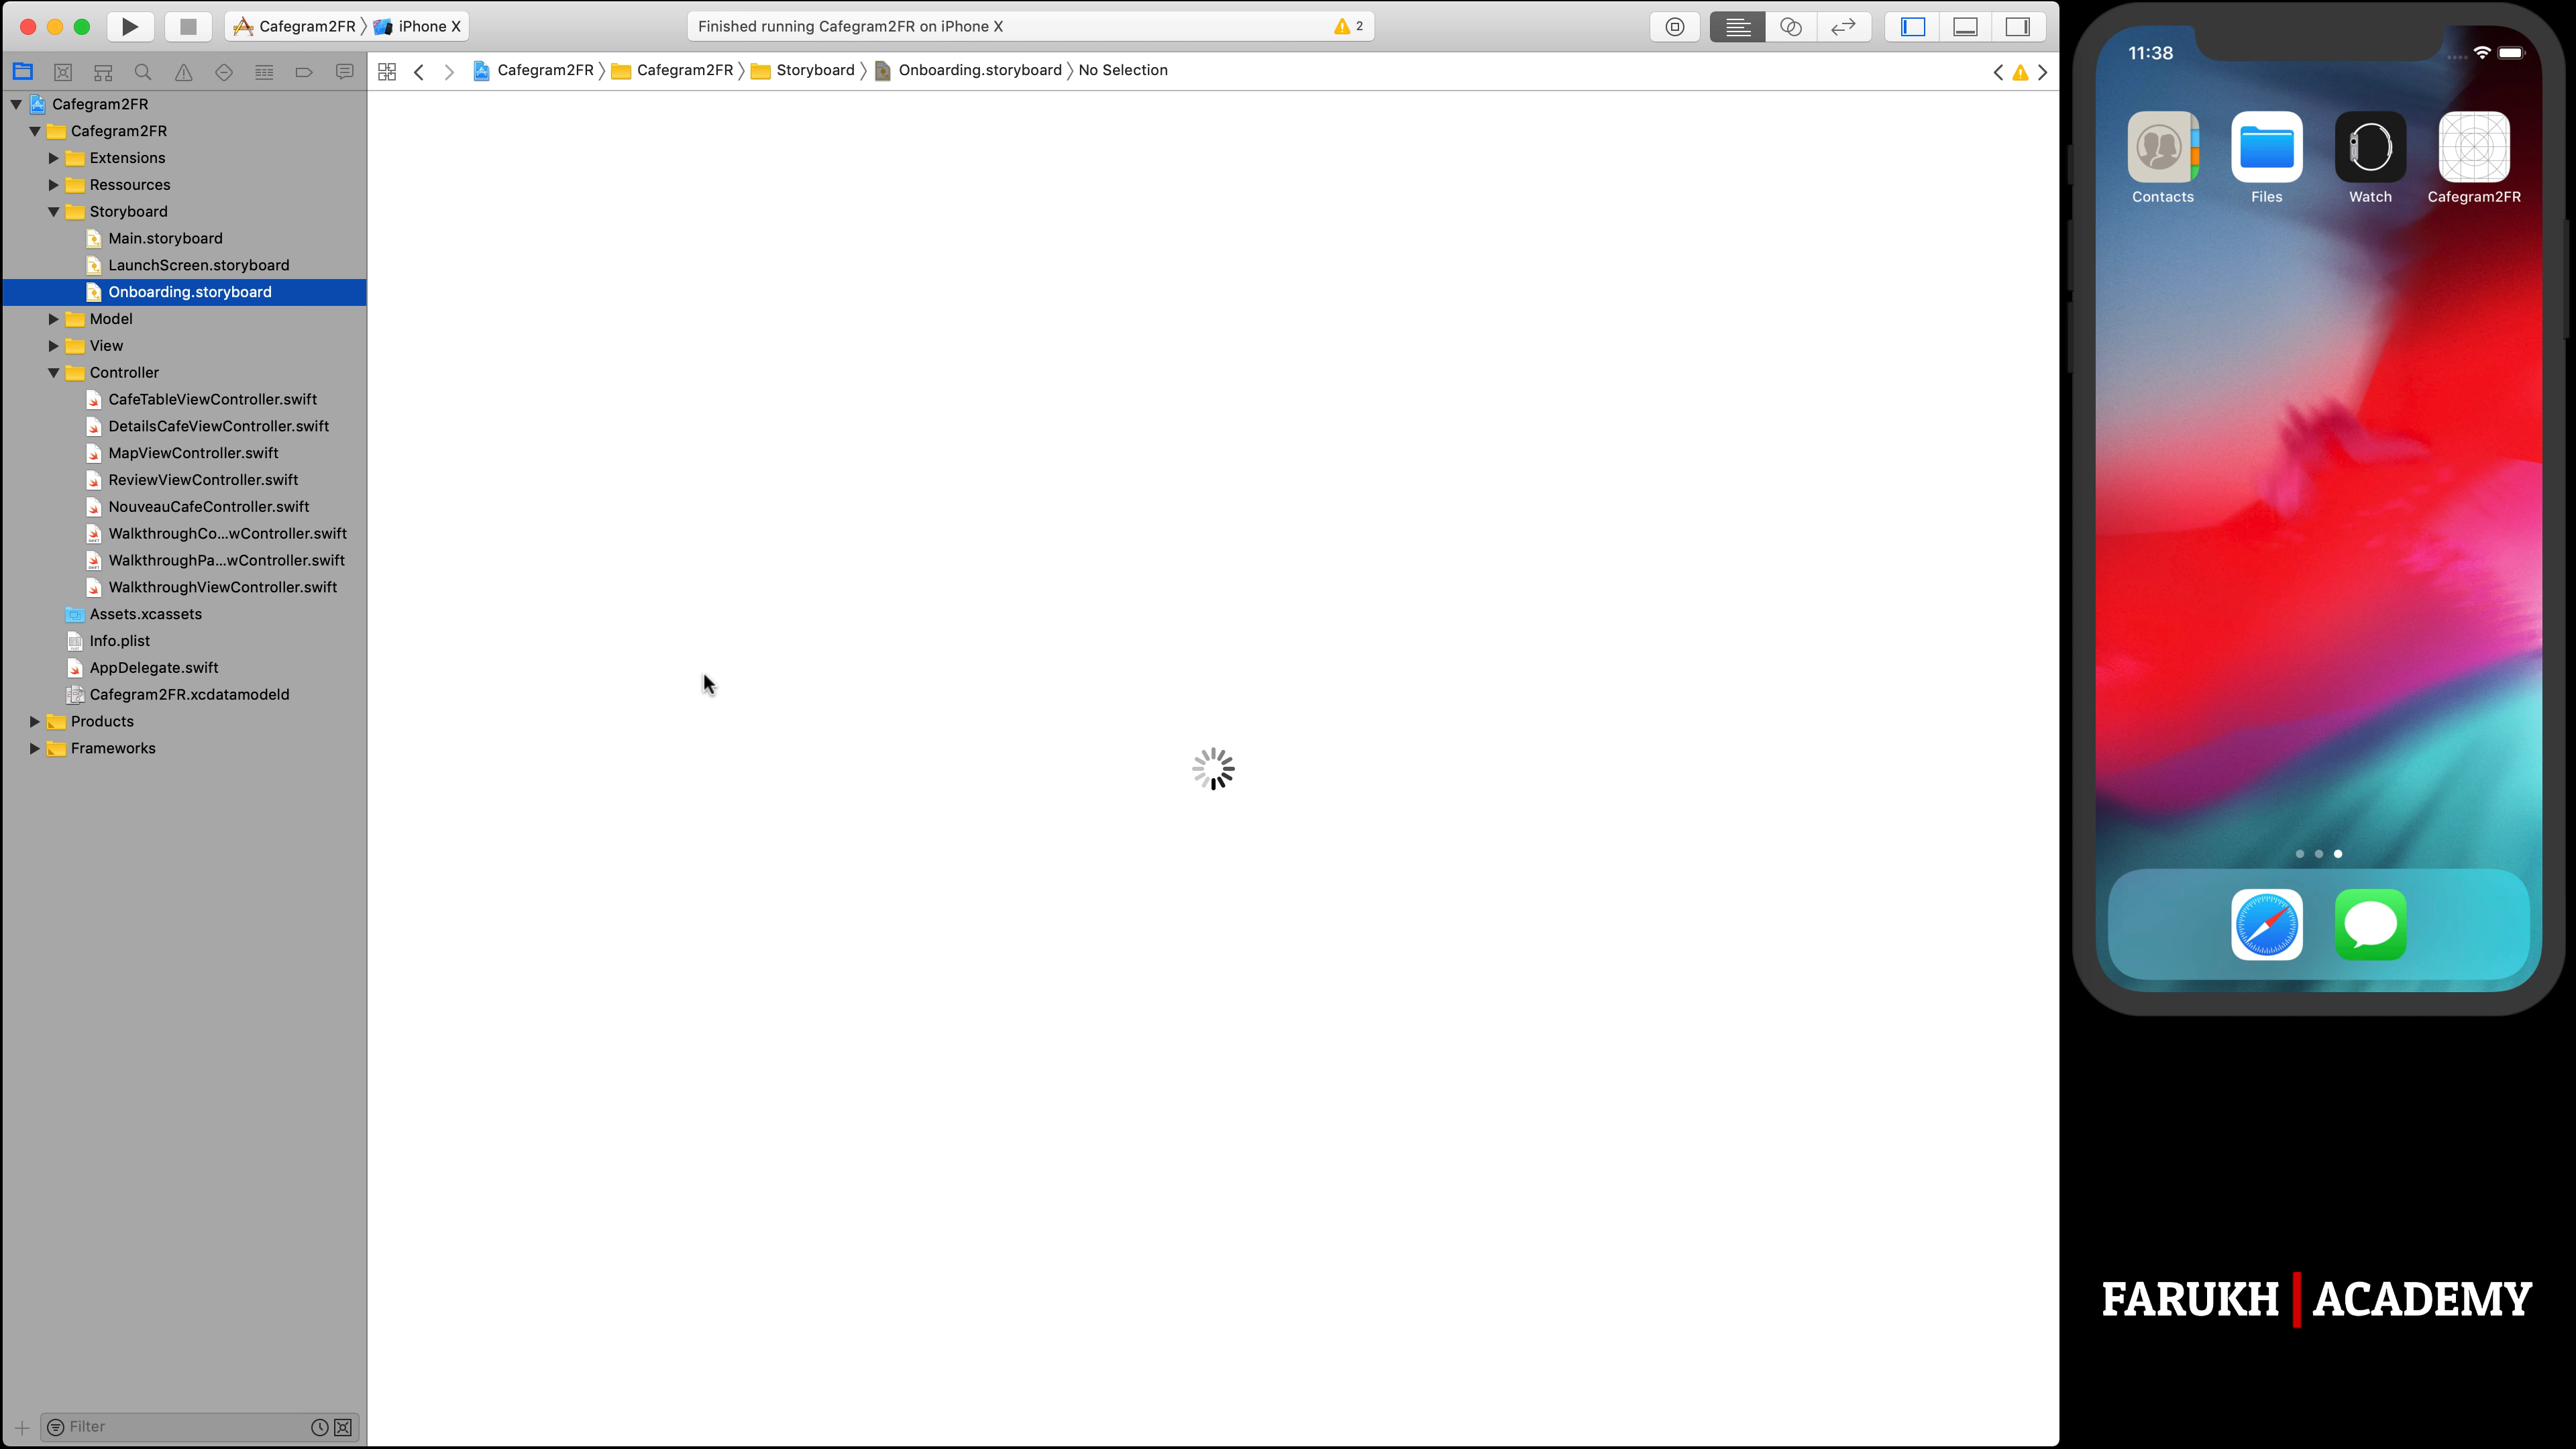 Cafegram2FR
iPhone X
Finished running Cafegram2FR on iPhone X
2
Cafegram2FR
Cafegram2FR
Storyboard
Onboarding.storyboard
No Selection
Cafegram2FR
Cafegram2FR
Extensions
Ressources
Storyboard
Main.storyboard
LaunchScreen.storyboard
Onboarding.storyboard
Model
View
Controller
CafeTableViewController.swift
DetailsCafeViewController.swift
MapViewController.swift
ReviewViewController.swift
NouveauCafeController.swift
WalkthroughCo...wController.swift
WalkthroughPa...wController.swift
WalkthroughViewController.swift
Assets.xcassets
Info.plist
AppDelegate.swift
Cafegram2FR.xcdatamodeld
Products
Frameworks
Filter
11:38
Contacts
Files
Watch
Cafegram2FR
FARUKH | ACADEMY